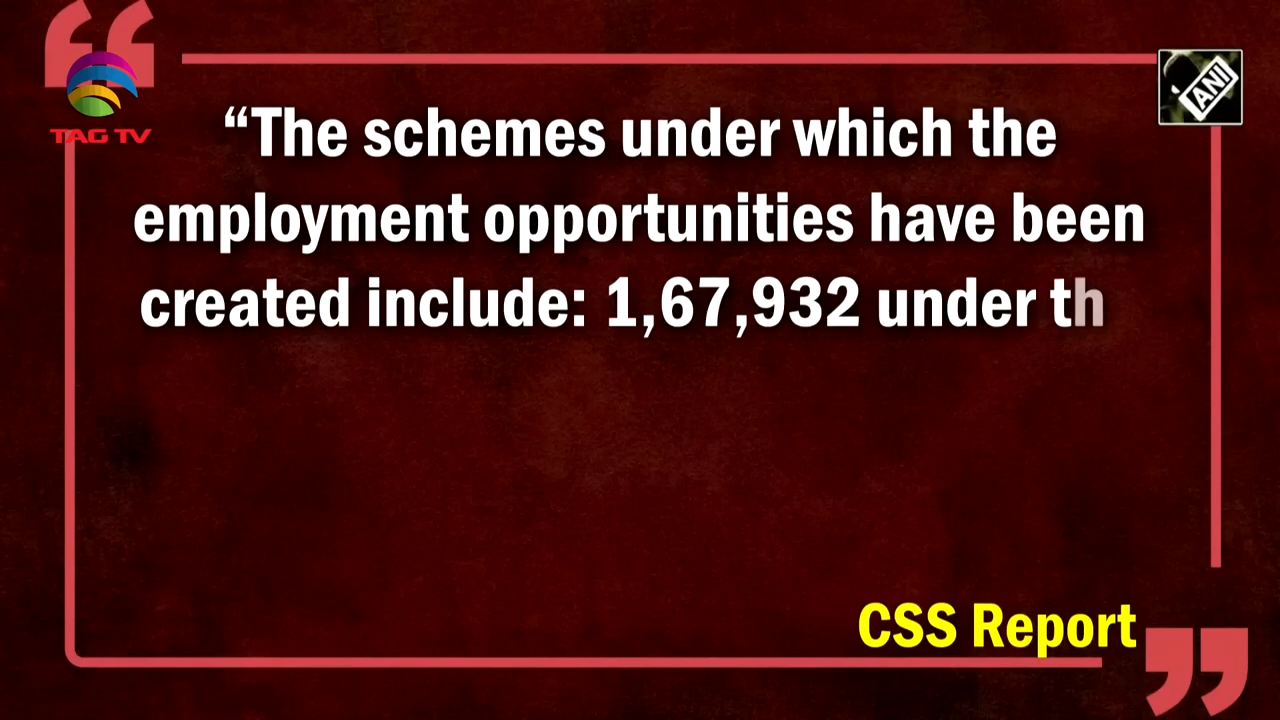 TAG TV
ANI
“The schemes under which the
employment opportunities have been
created include: 1,67,932 under th
CSS Report